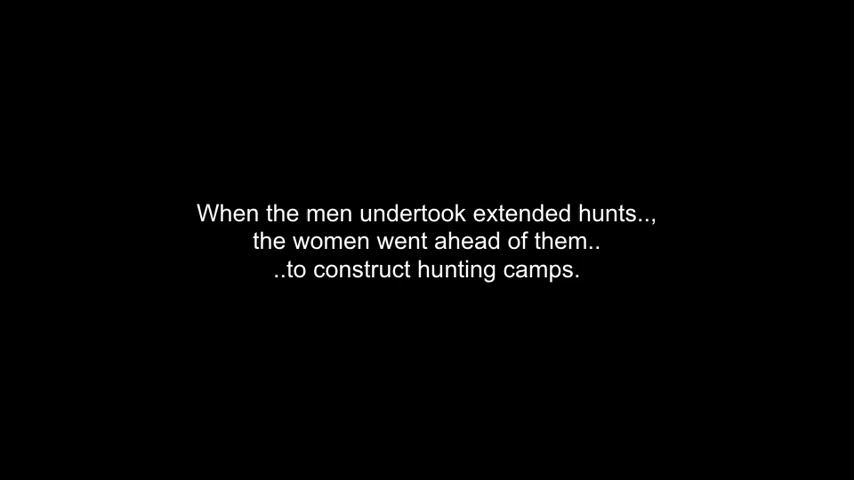 When the men undertook extended hunts..,
the women went ahead of them..
..to construct hunting camps.